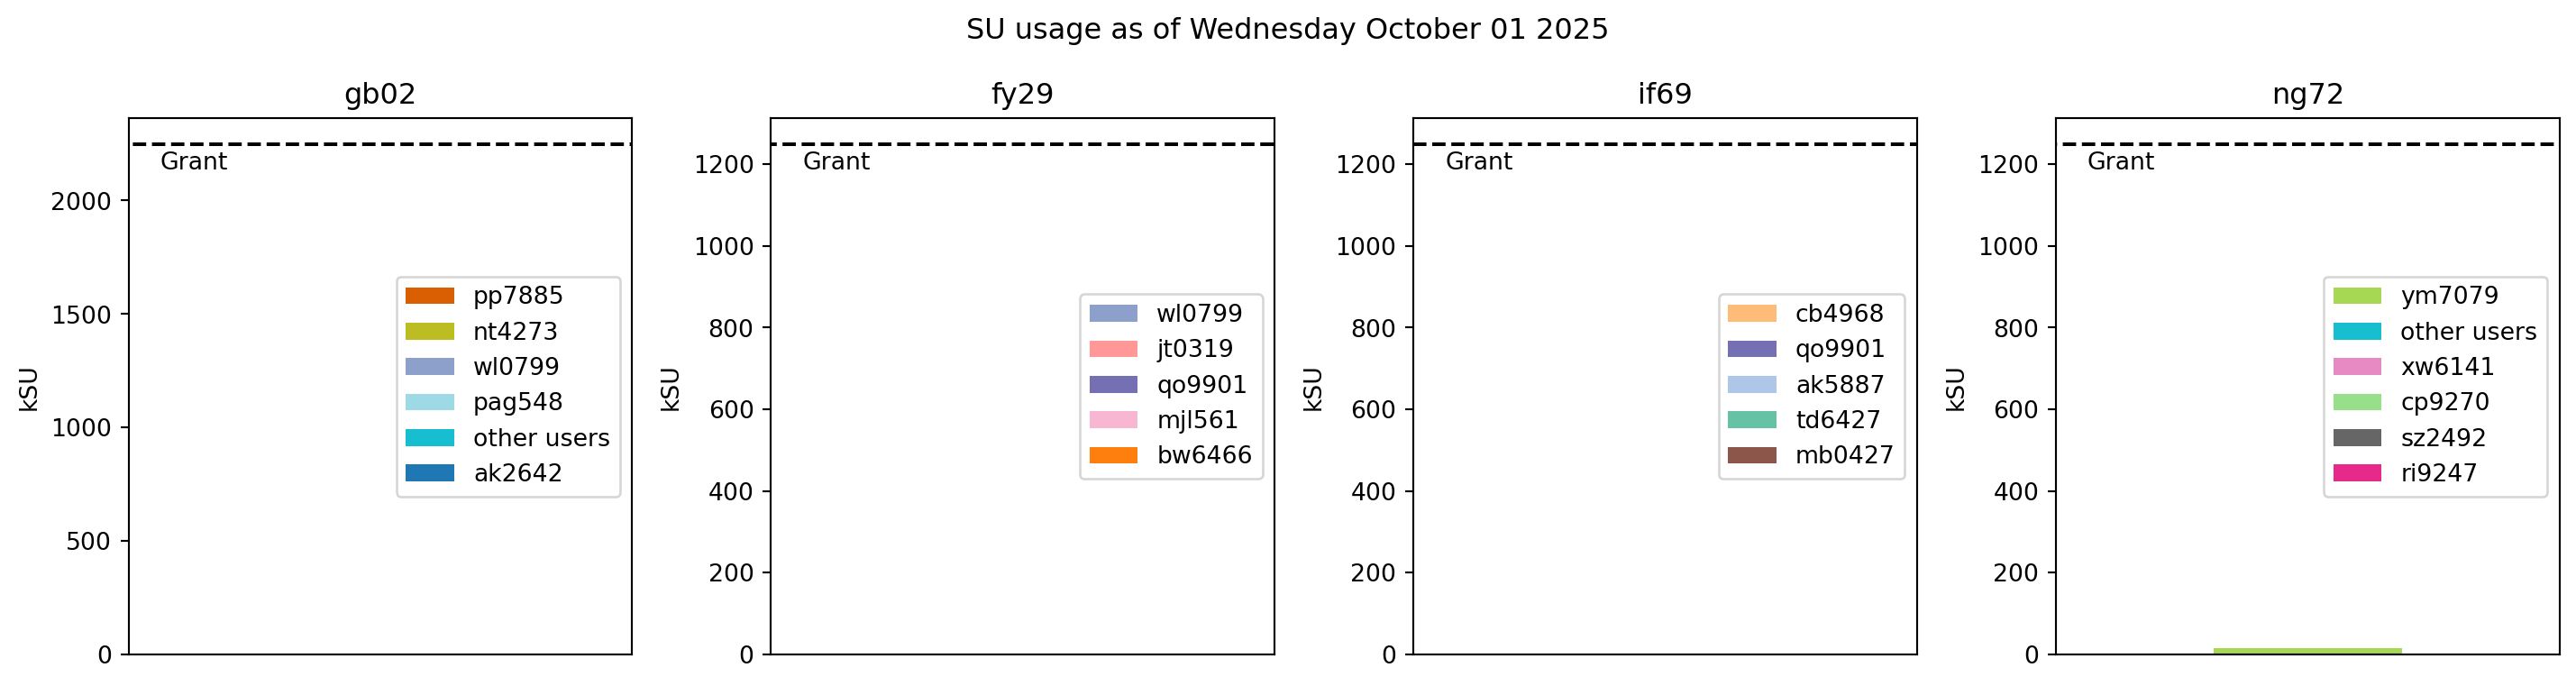 SU usage as of Wednesday October 01 2025
gb02
kSU
2000
1500
1000
500
0
Grant
pp7885
nt4273
wl0799
pag548
other users
ak2642
fy29
kSU
1200
1000
800
600
400
200
0
Grant
wl0799
jt0319
qo9901
mjl561
bw6466
if69
kSU
1200
1000
800
600
400
200
0
Grant
cb4968
qo9901
ak5887
td6427
mb0427
ng72
kSU
1200
1000
800
600
400
200
0
Grant
ym7079
other users
xw6141
cp9270
sz2492
ri9247